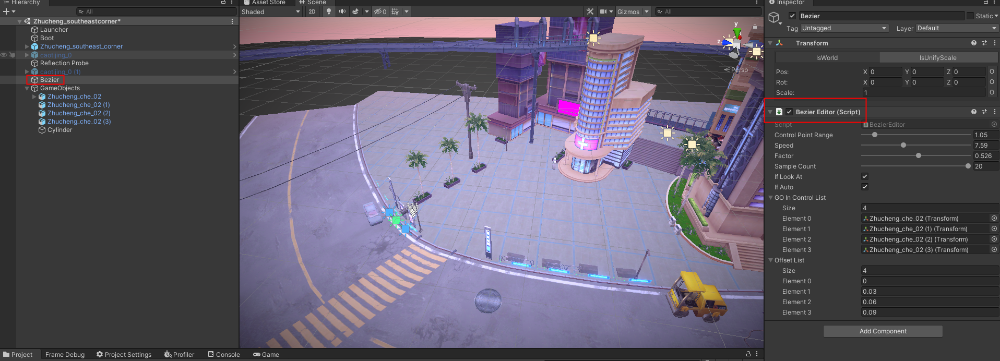 Hierarchy
All
Zhucheng_southeastcorner*
Launcher
Boot
Zhucheng_southeast_corner
caotijing_0
Reflection Probe
caotijing_0 (1)
Bezier
GameObjects
Zhucheng_che_02
Zhucheng_che_02 (1)
Zhucheng_che_02 (2)
Zhucheng_che_02 (3)
Cylinder
Asset Store
Scene
Shaded
2D
0
Gizmos
All
y
z
Persp
Inspector
Bezier
Static
Tag Untagged
Layer Default
Transform
IsWorld
IsUnifyScale
Pos: X 0 Y 0 Z 0 O
Rot: X 0 Y 0 Z 0 O
Scale: 1 O
# Bezier Editor (Script)
Script BezierEditor
Control Point Range 1.05
Speed 7.59
Factor 0.526
Sample Count 20
If Look At
If Auto
GO In Control List
Size 4
Element 0 Zhucheng_che_02 (Transform)
Element 1 Zhucheng_che_02 (1) (Transform)
Element 2 Zhucheng_che_02 (2) (Transform)
Element 3 Zhucheng_che_02 (3) (Transform)
Offset List
Size 4
Element 0 0
Element 1 0.03
Element 2 0.06
Element 3 0.09
Add Component
Project
Frame Debug
Project Settings
Profiler
Console
Game